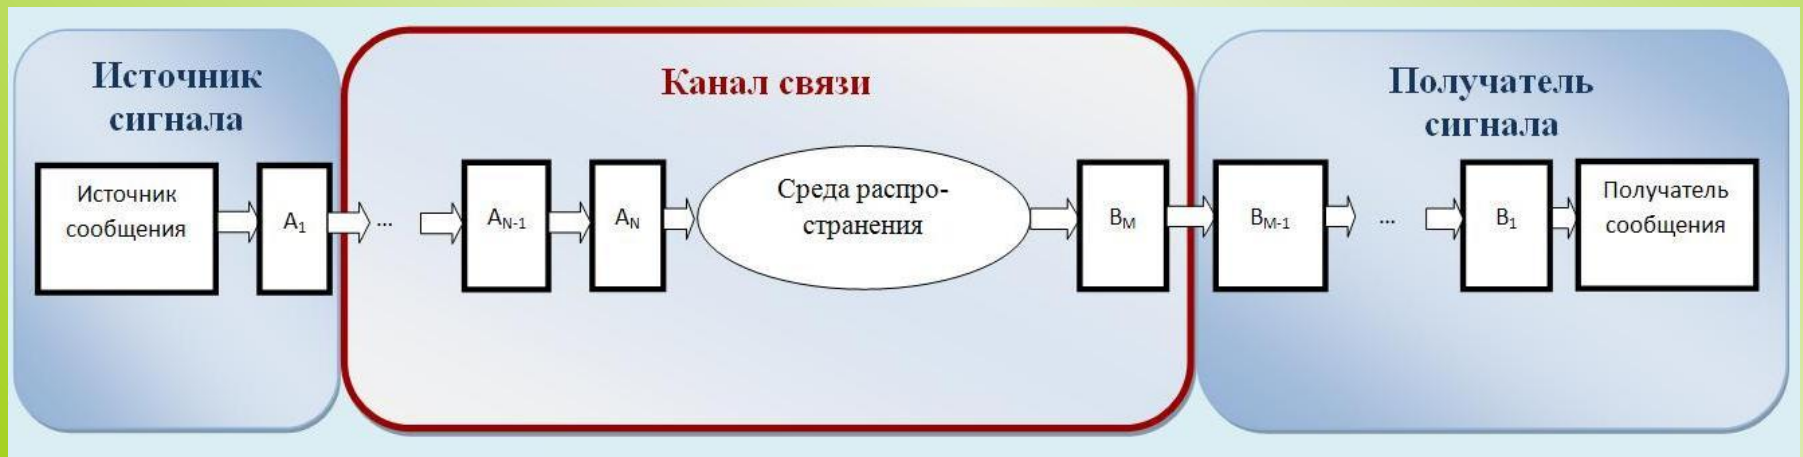 Источник
сигнала
Канал связи
Получатель
сигнала
Источник
сообщения
A1
...
AN-1
AN
Среда распро-
странения
BM
BM-1
...
B1
Получатель
сообщения